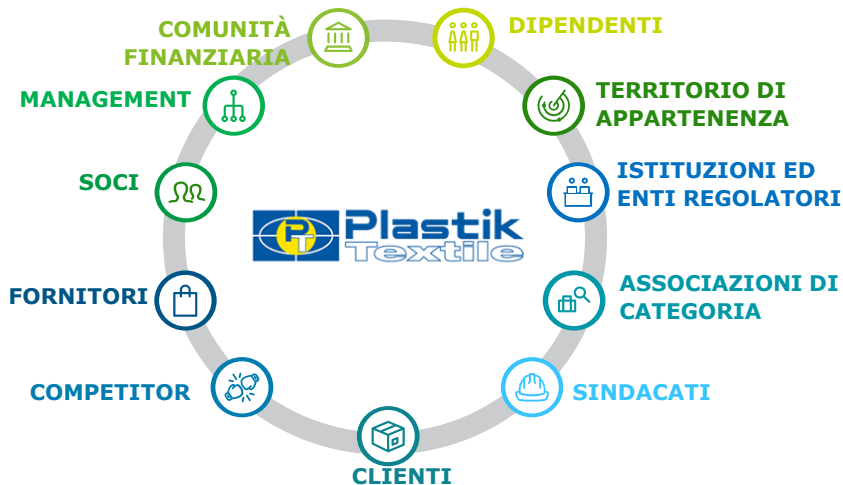 COMUNITÀ
FINANZIARIA
DIPENDENTI
MANAGEMENT
TERRITORIO DI
APPARTENENZA
SOCI
ISTITUZIONI ED
ENTI REGOLATORI
PT
Plastik
Textile
FORNITORI
ASSOCIAZIONI DI
CATEGORIA
COMPETITOR
SINDACATI
CLIENTI